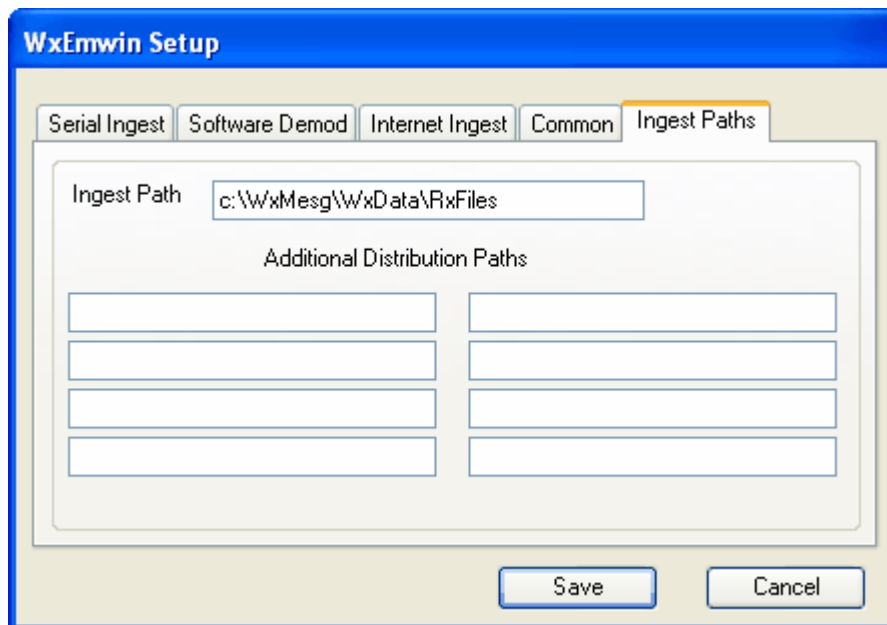 WxEmwin Setup
Serial Ingest Software Demod Internet Ingest Common Ingest Paths
Ingest Path c:\WxMesg\WxData\RxFiles
Additional Distribution Paths
Save Cancel